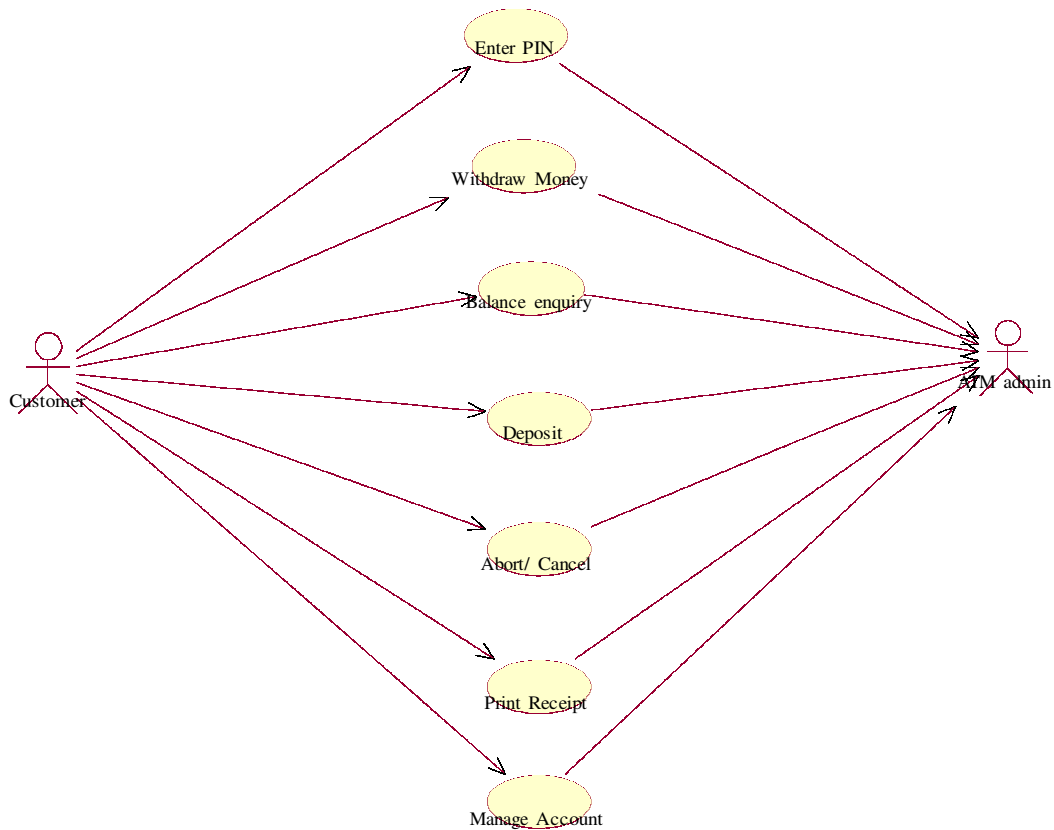 Enter PIN
Withdraw Money
Balance enquiry
Customer
ATM admin
Deposit
Abort/ Cancel
Print Receipt
Manage Account